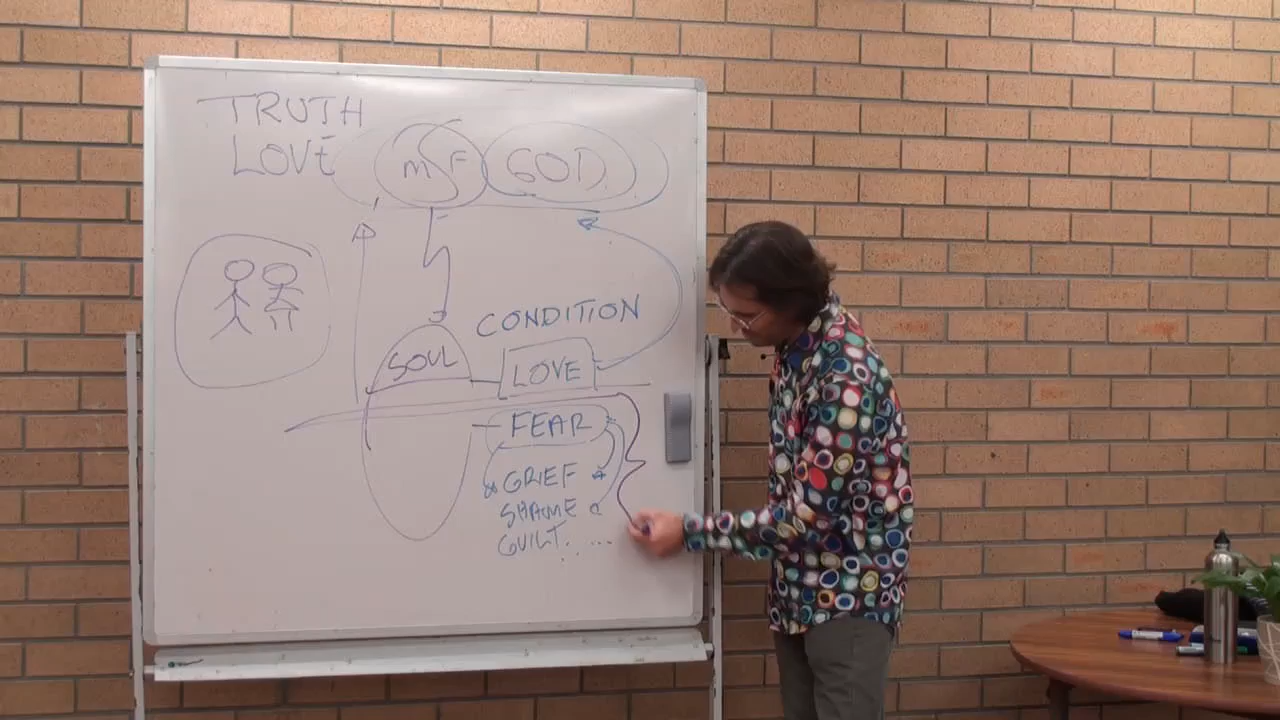 TRUTH
LOVE
M F GOD
CONDITION
SOUL
LOVE
FEAR
GRIEF
SHAME
GUILT. ...